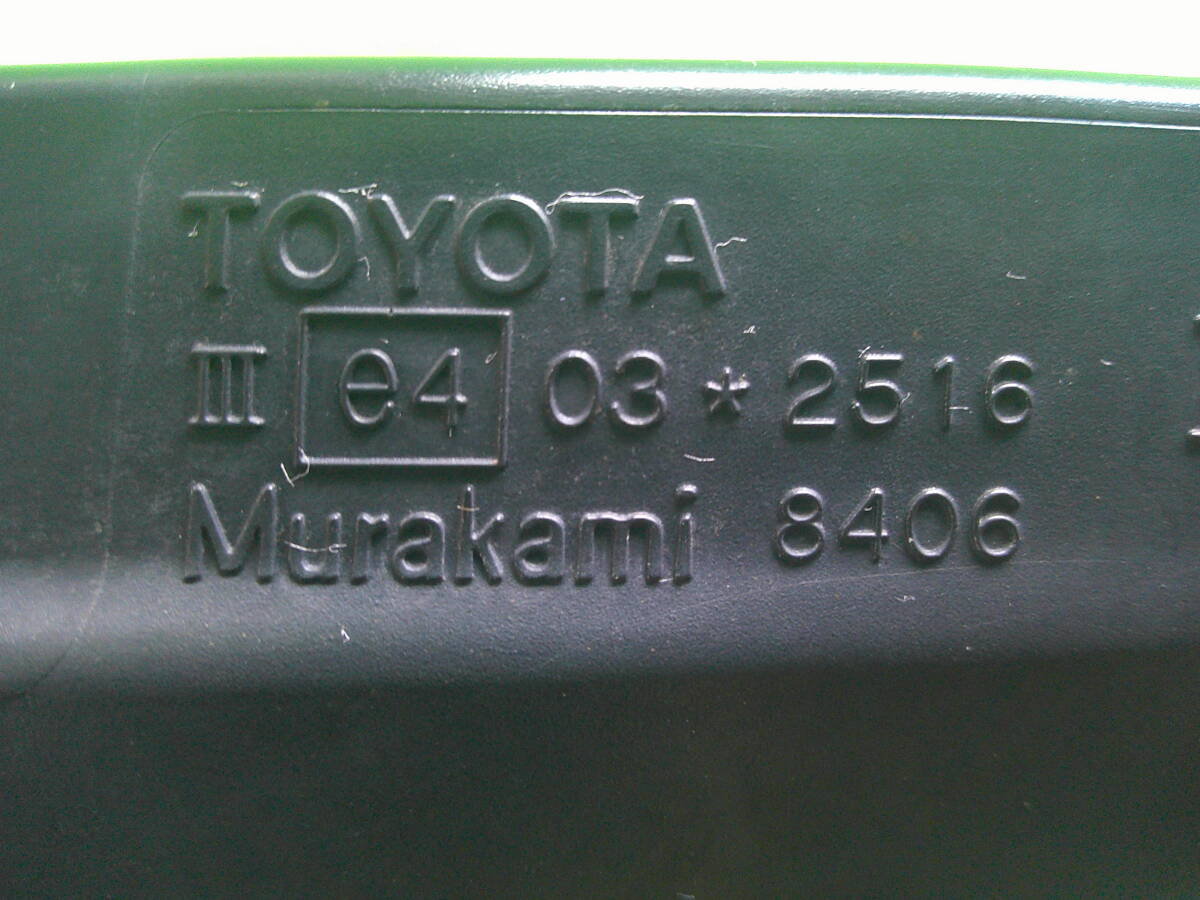 TOYOTA
III e4 03 * 2516
Murakami 8406